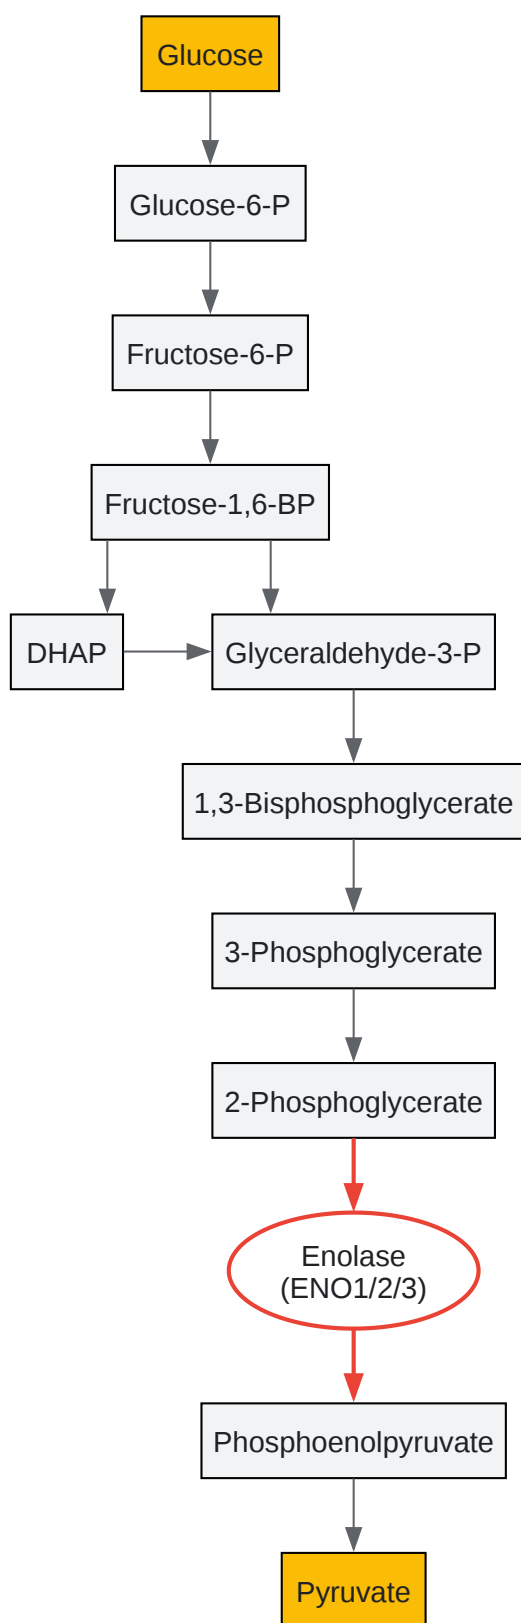 Glucose
Glucose-6-P
Fructose-6-P
Fructose-1,6-BP
DHAP
Glyceraldehyde-3-P
1,3-Bisphosphoglycerate
3-Phosphoglycerate
2-Phosphoglycerate
Enolase
(ENO1/2/3)
Phosphoenolpyruvate
Pyruvate